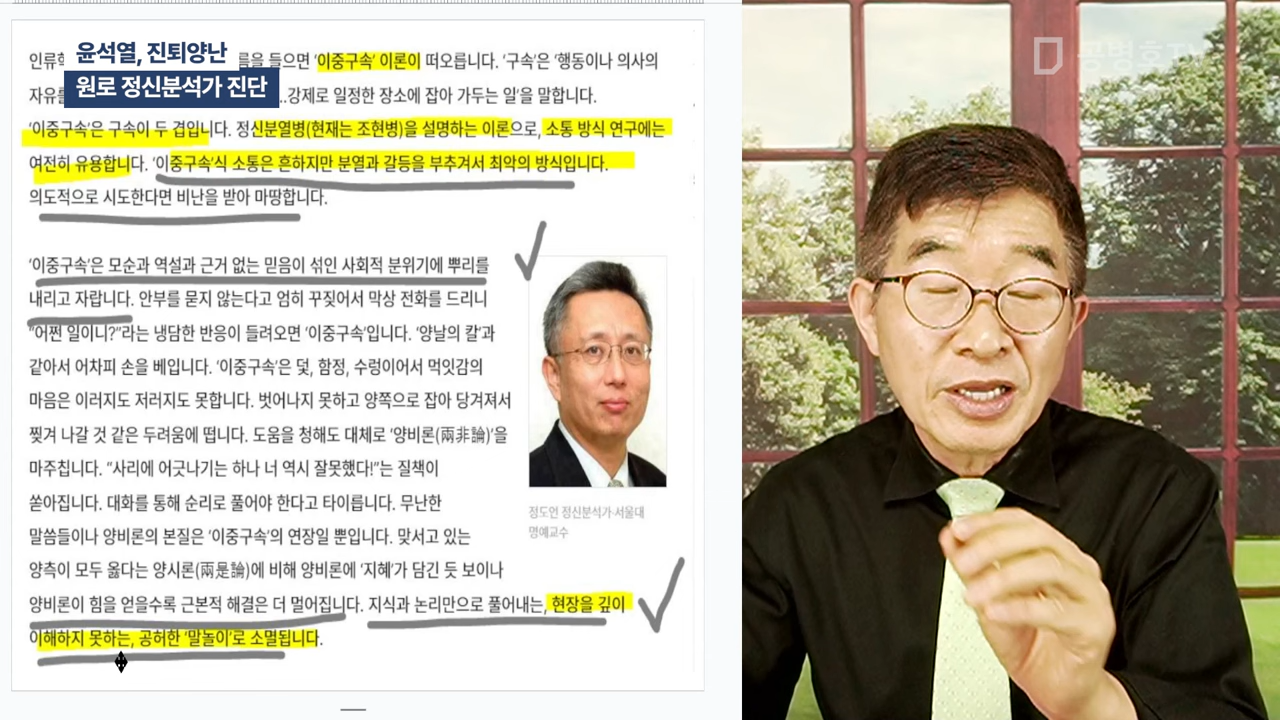 윤석열, 진퇴양난
원로 정신분석가 진단
름을 들으면 '이중구속' 이론이 떠오릅니다. '구속'은 '행동이나 의사의
...강제로 일정한 장소에 잡아 가두는 일'을 말합니다.
'이중구속'은 구속이 두 겹입니다. 정신분열병(현재는 조현병)을 설명하는 이론으로, 소통 방식 연구에는
여전히 유용합니다. '이중구속'식 소통은 흔하지만 분열과 갈등을 부추겨서 최악의 방식입니다.
의도적으로 시도한다면 비난을 받아 마땅합니다.
'이중구속'은 모순과 역설과 근거 없는 믿음이 섞인 사회적 분위기에 뿌리를
내리고 자랍니다. 안부를 묻지 않는다고 엄히 꾸짖어서 막상 전화를 드리니
"어쩐 일이니?"라는 냉담한 반응이 들려오면 '이중구속'입니다. '양날의 칼'과
같아서 어차피 손을 베입니다. '이중구속'은 덫, 함정, 수렁이어서 먹잇감의
마음은 이러지도 저러지도 못합니다. 벗어나지 못하고 양쪽으로 잡아 당겨져서
찢겨 나갈 것 같은 두려움에 떱니다. 도움을 청해도 대체로 '양비론(兩非論)'을
마주칩니다. "사리에 어긋나기는 하나 너 역시 잘못했다!"는 질책이
쏟아집니다. 대화를 통해 순리로 풀어야 한다고 타이릅니다. 무난한
말씀들이나 양비론의 본질은 '이중구속'의 연장일 뿐입니다. 맞서고 있는
양측이 모두 옳다는 양시론(兩是論)에 비해 양비론에 '지혜'가 담긴 듯 보이나
양비론이 힘을 얻을수록 근본적 해결은 더 멀어집니다. 지식과 논리만으로 풀어내는, 현장을 깊이
이해하지 못하는, 공허한 '말놀이'로 소멸됩니다.
정도언 정신분석가·서울대
명예교수
공병호TV